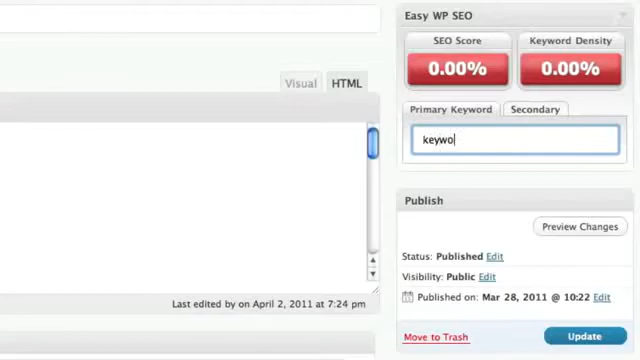 Easy WP SEO
SEO Score
Keyword Density
0.00%
0.00%
Visual
HTML
Primary Keyword
Secondary
keywo
Publish
Preview Changes
Status: Published Edit
Visibility: Public Edit
Published on: Mar 28, 2011 @ 10:22 Edit
Last edited by on April 2, 2011 at 7:24 pm
Move to Trash
Update